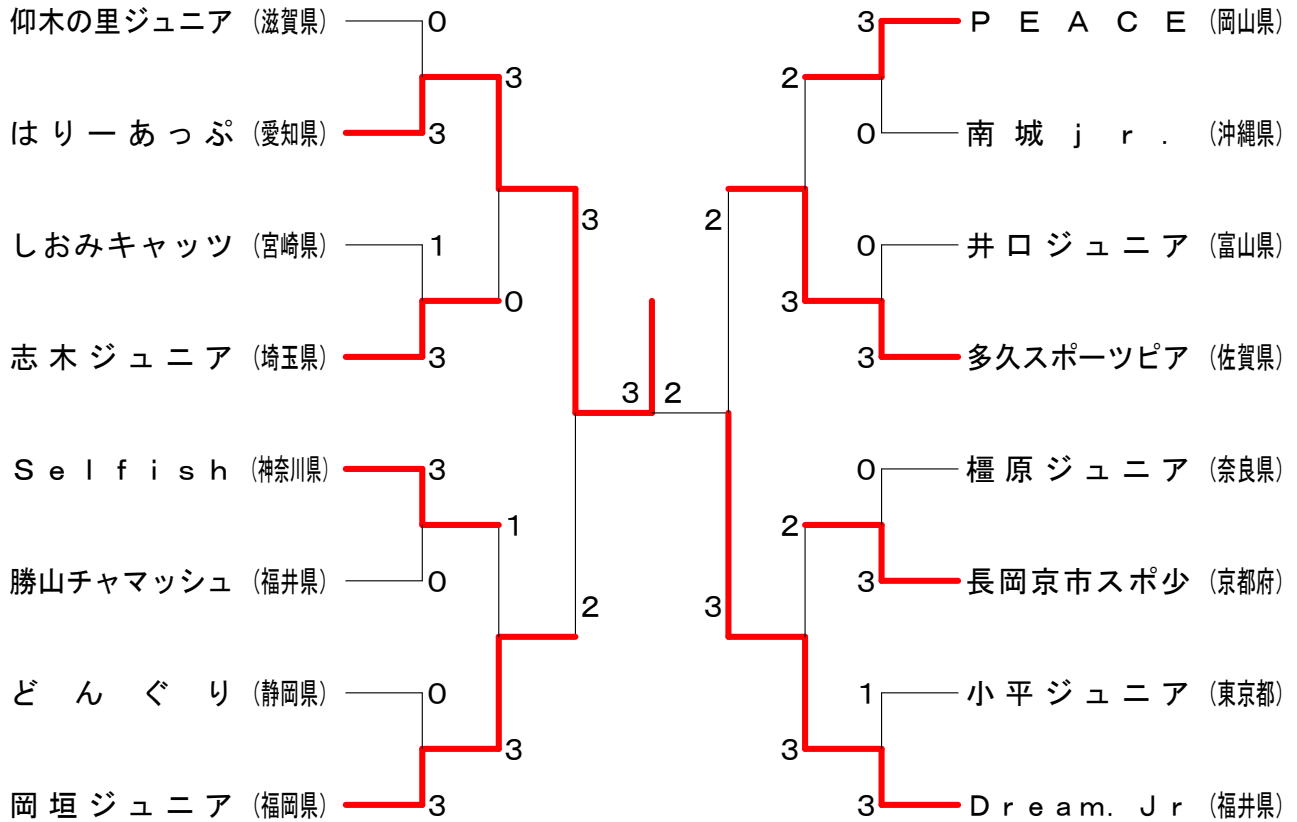 仰木の里ジュニア (滋賀県) 0
3
はりーあっぷ (愛知県) 3
3
しおみキャッツ (宮崎県) 1
0
志木ジュニア (埼玉県) 3
3 2
Selfish (神奈川県) 3
1
勝山チャマッシュ (福井県) 0
2
どんぐり (静岡県) 0
3
岡垣ジュニア (福岡県) 3
3 PEACE (岡山県)
2
0 南城jr. (沖縄県)
2
0 井口ジュニア (富山県)
3
3 多久スポーツピア (佐賀県)
0 橿原ジュニア (奈良県)
2
3 長岡京市スポ少 (京都府)
3
1 小平ジュニア (東京都)
3
3 Dream. Jr (福井県)